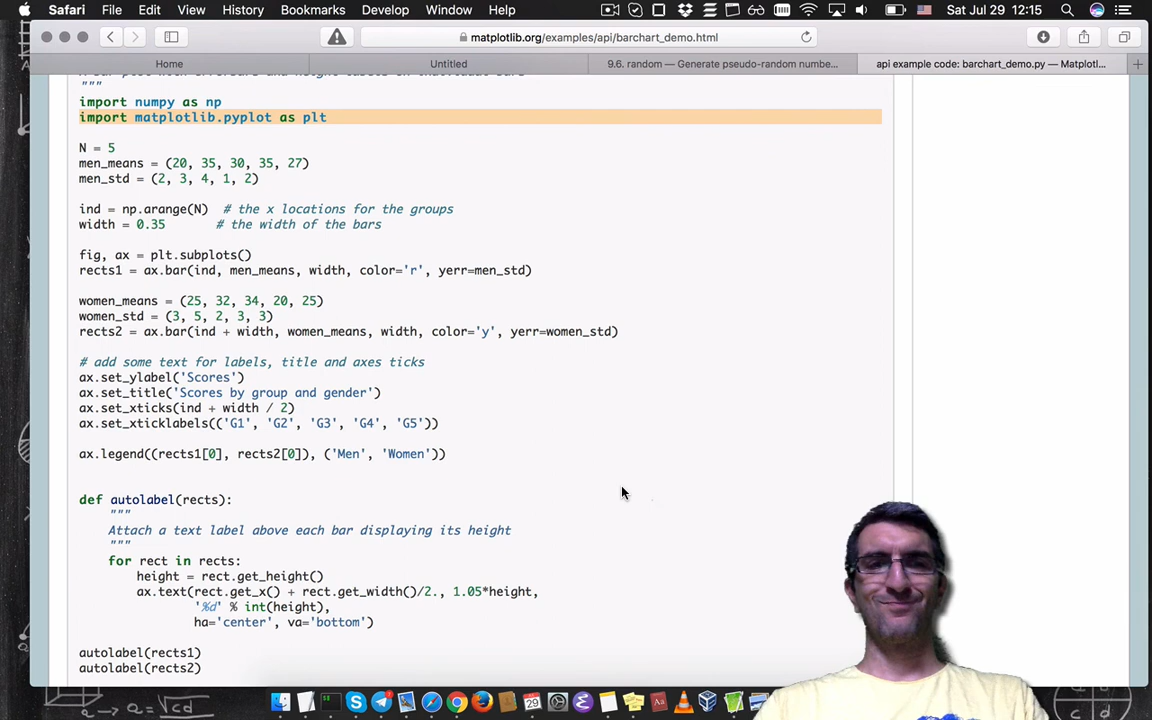 Safari File Edit View History Bookmarks Develop Window Help Sat Jul 29 12:15
matplotlib.org/examples/api/barchart_demo.html
Home Untitled 9.6. random — Generate pseudo-random numbe... api example code: barchart_demo.py — Matplotl...
"""
import numpy as np
import matplotlib.pyplot as plt
N = 5
men_means = (20, 35, 30, 35, 27)
men_std = (2, 3, 4, 1, 2)
ind = np.arange(N)  # the x locations for the groups
width = 0.35       # the width of the bars
fig, ax = plt.subplots()
rects1 = ax.bar(ind, men_means, width, color='r', yerr=men_std)
women_means = (25, 32, 34, 20, 25)
women_std = (3, 5, 2, 3, 3)
rects2 = ax.bar(ind + width, women_means, width, color='y', yerr=women_std)
# add some text for labels, title and axes ticks
ax.set_ylabel('Scores')
ax.set_title('Scores by group and gender')
ax.set_xticks(ind + width / 2)
ax.set_xticklabels(('G1', 'G2', 'G3', 'G4', 'G5'))
ax.legend((rects1[0], rects2[0]), ('Men', 'Women'))
def autolabel(rects):
"""
Attach a text label above each bar displaying its height
"""
for rect in rects:
height = rect.get_height()
ax.text(rect.get_x() + rect.get_width()/2., 1.05*height,
'%d' % int(height),
ha='center', va='bottom')
autolabel(rects1)
autolabel(rects2)